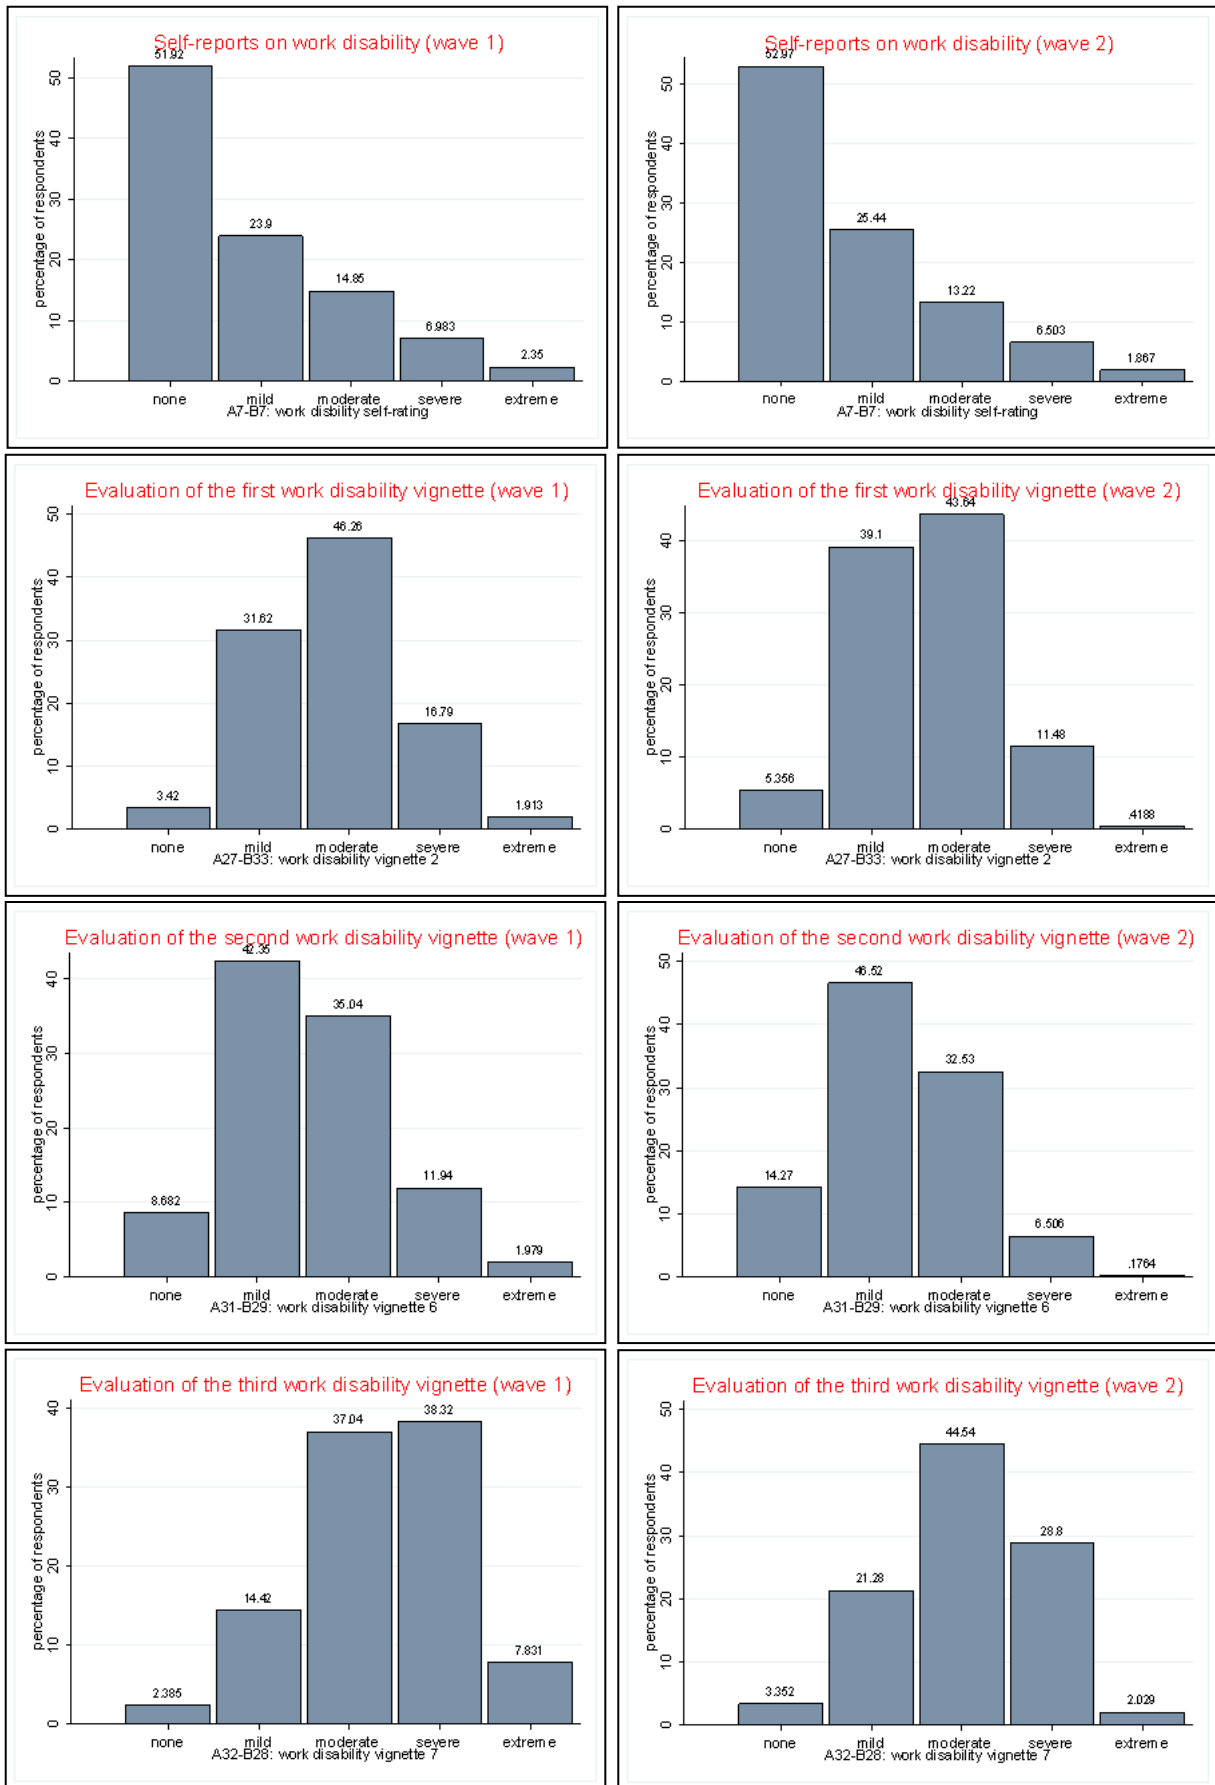 Self-reports on work disability (wave 1)
percentage of respondents
50
40
30
20
10
0
51.92
23.9
14.85
6.983
2.35
none mild moderate severe extreme
A7-B7: work disbility self-rating
Self-reports on work disability (wave 2)
percentage of respondents
50
40
30
20
10
0
52.97
25.44
13.22
6.503
1.867
none mild moderate severe extreme
A7-B7: work disbility self-rating
Evaluation of the first work disability vignette (wave 1)
percentage of respondents
50
40
30
20
10
0
3.42
31.62
46.26
16.79
1.913
none mild moderate severe extreme
A27-B33: work disability vignette 2
Evaluation of the first work disability vignette (wave 2)
percentage of respondents
40
30
20
10
0
5.356
39.1
43.64
11.48
.4188
none mild moderate severe extreme
A27-B33: work disability vignette 2
Evaluation of the second work disability vignette (wave 1)
percentage of respondents
40
30
20
10
0
8.682
42.35
35.04
11.94
1.979
none mild moderate severe extreme
A31-B29: work disability vignette 6
Evaluation of the second work disability vignette (wave 2)
percentage of respondents
50
40
30
20
10
0
14.27
46.52
32.53
6.506
.1764
none mild moderate severe extreme
A31-B29: work disability vignette 6
Evaluation of the third work disability vignette (wave 1)
percentage of respondents
40
30
20
10
0
2.385
14.42
37.04
38.32
7.831
none mild moderate severe extreme
A32-B28: work disability vignette 7
Evaluation of the third work disability vignette (wave 2)
percentage of respondents
50
40
30
20
10
0
3.352
21.28
44.54
28.8
2.029
none mild moderate severe extreme
A32-B28: work disability vignette 7